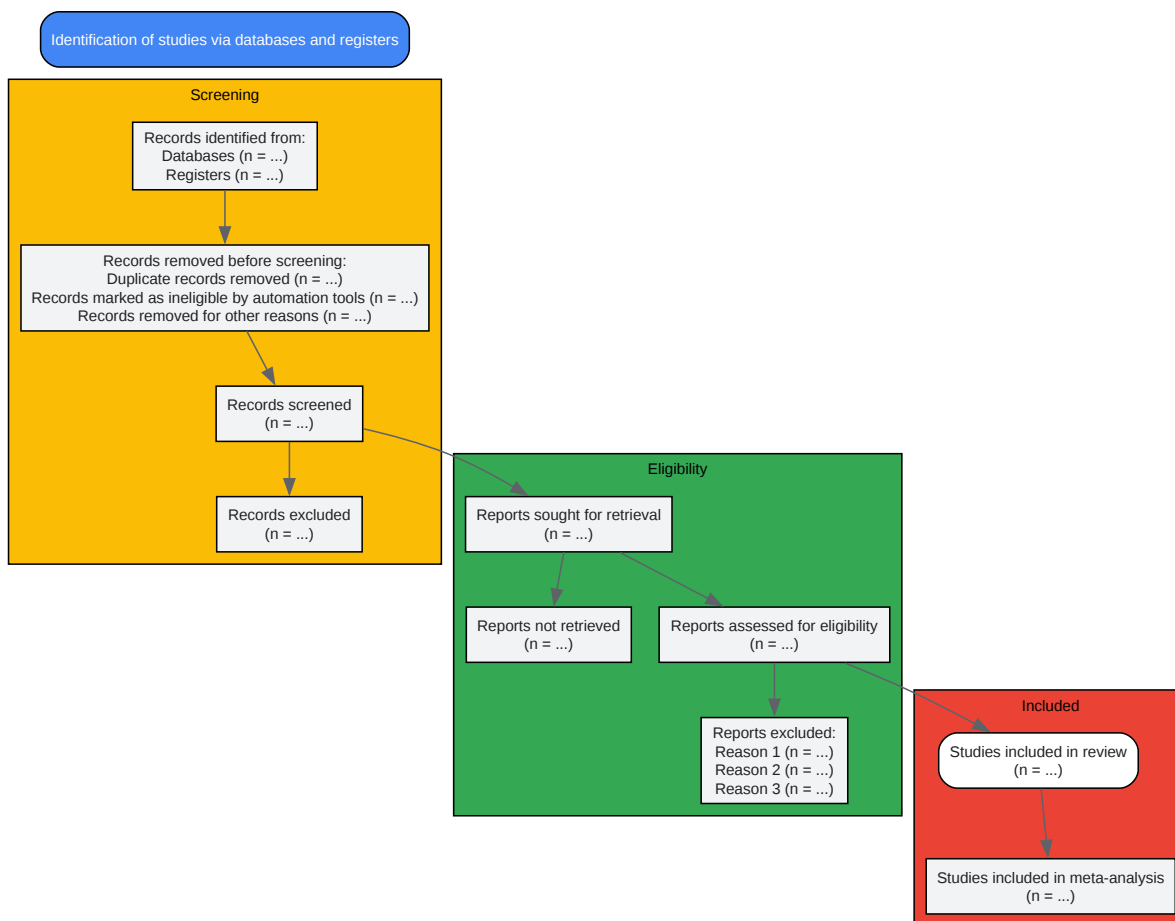 Identification of studies via databases and registers
Screening
Records identified from:
Databases (n = ...)
Registers (n = ...)
Records removed before screening:
Duplicate records removed (n = ...)
Records marked as ineligible by automation tools (n = ...)
Records removed for other reasons (n = ...)
Records screened
(n = ...)
Records excluded
(n = ...)
Eligibility
Reports sought for retrieval
(n = ...)
Reports not retrieved
(n = ...)
Reports assessed for eligibility
(n = ...)
Reports excluded:
Reason 1 (n = ...)
Reason 2 (n = ...)
Reason 3 (n = ...)
Included
Studies included in review
(n = ...)
Studies included in meta-analysis
(n = ...)